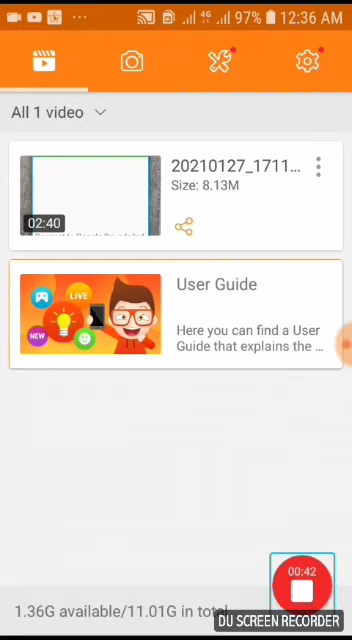 4G 97% 12:36 AM
All 1 video
20210127_1711...
Size: 8.13M
02:40
User Guide
LIVE
NEW
Here you can find a User
Guide that explains the ...
00:42
1.36G available/11.01G in total
DU SCREEN RECORDER